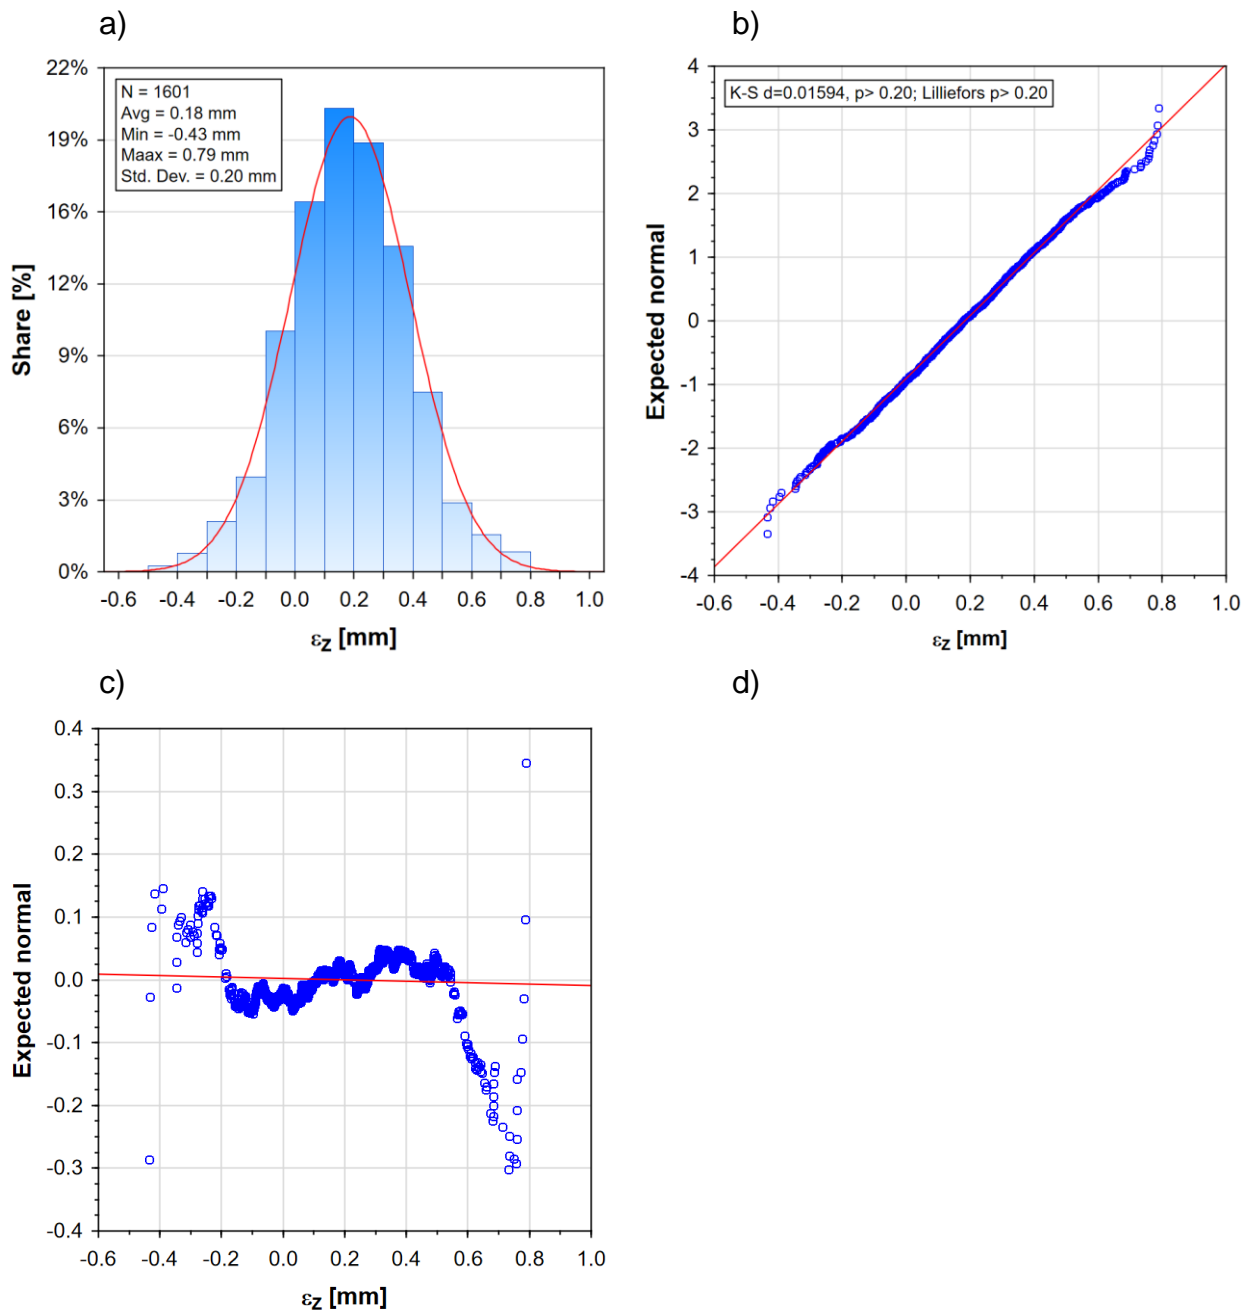 a)
22%
19%
16%
12%
9%
6%
3%
0%
Share [%]
N = 1601
Avg = 0.18 mm
Min = -0.43 mm
Maax = 0.79 mm
Std. Dev. = 0.20 mm
-0.6 -0.4 -0.2 0.0 0.2 0.4 0.6 0.8 1.0
εZ [mm]
b)
4
3
2
1
0
-1
-2
-3
-4
Expected normal
K-S d=0.01594, p> 0.20; Lilliefors p> 0.20
-0.6 -0.4 -0.2 0.0 0.2 0.4 0.6 0.8 1.0
εZ [mm]
c)
0.4
0.3
0.2
0.1
0.0
-0.1
-0.2
-0.3
-0.4
Expected normal
-0.6 -0.4 -0.2 0.0 0.2 0.4 0.6 0.8 1.0
εZ [mm]
d)